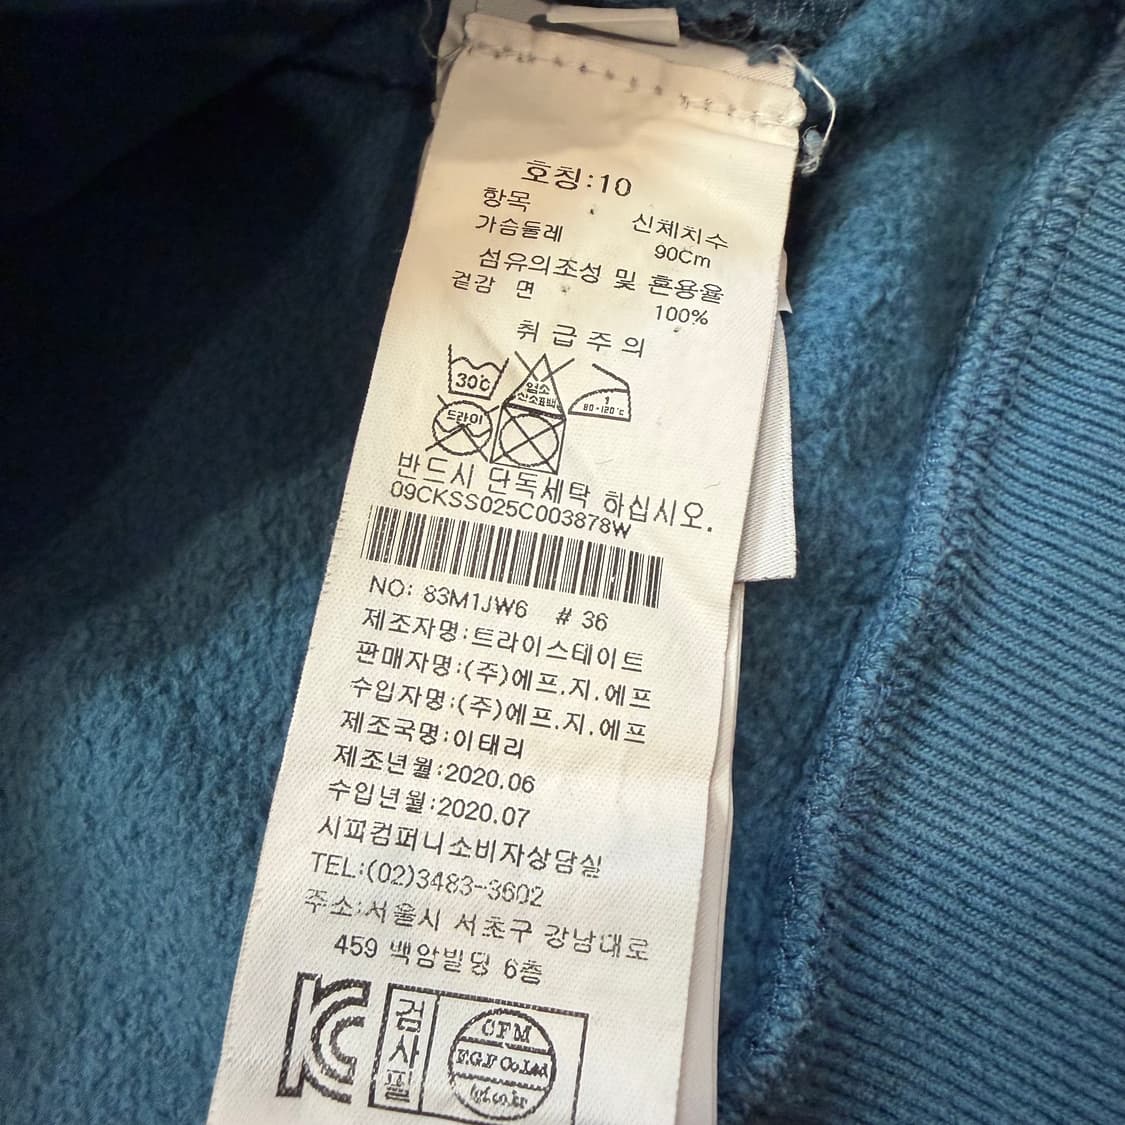 호칭:10
항목 신체치수
가슴둘레 90Cm
섬유의조성 및 혼용율
겉감 면 100%
취급주의
30℃ 염소 산소표백 1 80-120℃
드라이
반드시 단독세탁 하십시오.
09CKSS025C003878W
NO: 83M1JW6 # 36
제조자명:트라이스테이트
판매자명:(주)에프.지.에프
수입자명:(주)에프.지.에프
제조국명:이태리
제조년월:2020.06
수입년월:2020.07
시피컴퍼니소비자상담실
TEL:(02)3483-3602
주소:서울시 서초구 강남대로
459 백암빌딩 6층
KC 검사필
F.G.F Co.Ltd